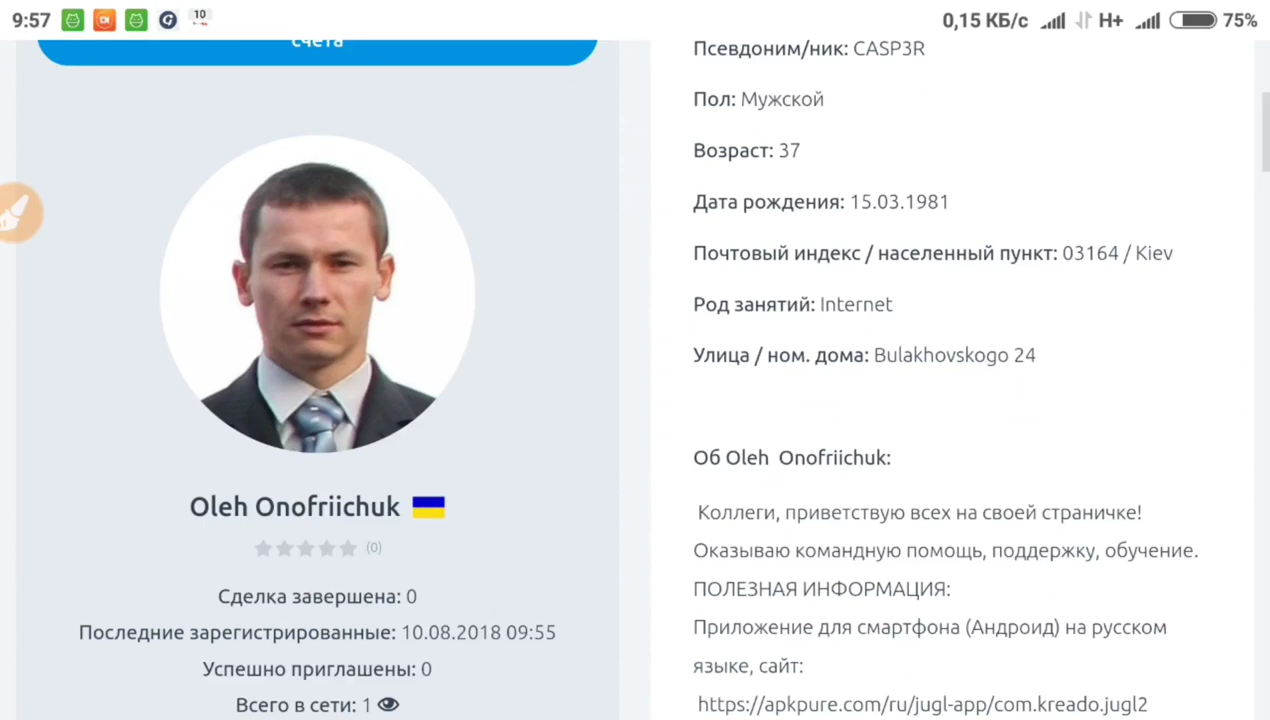 9:57
10
0,15 КБ/с
H+
75%
счета
Oleh Onofriichuk
(0)
Сделка завершена: 0
Последние зарегистрированные: 10.08.2018 09:55
Успешно приглашены: 0
Всего в сети: 1
Псевдоним/ник: CASP3R
Пол: Мужской
Возраст: 37
Дата рождения: 15.03.1981
Почтовый индекс / населенный пункт: 03164 / Kiev
Род занятий: Internet
Улица / ном. дома: Bulakhovskogo 24
Об Oleh Onofriichuk:
Коллеги, приветствую всех на своей страничке!
Оказываю командную помощь, поддержку, обучение.
ПОЛЕЗНАЯ ИНФОРМАЦИЯ:
Приложение для смартфона (Андроид) на русском
языке, сайт:
https://apkpure.com/ru/jugl-app/com.kreado.jugl2